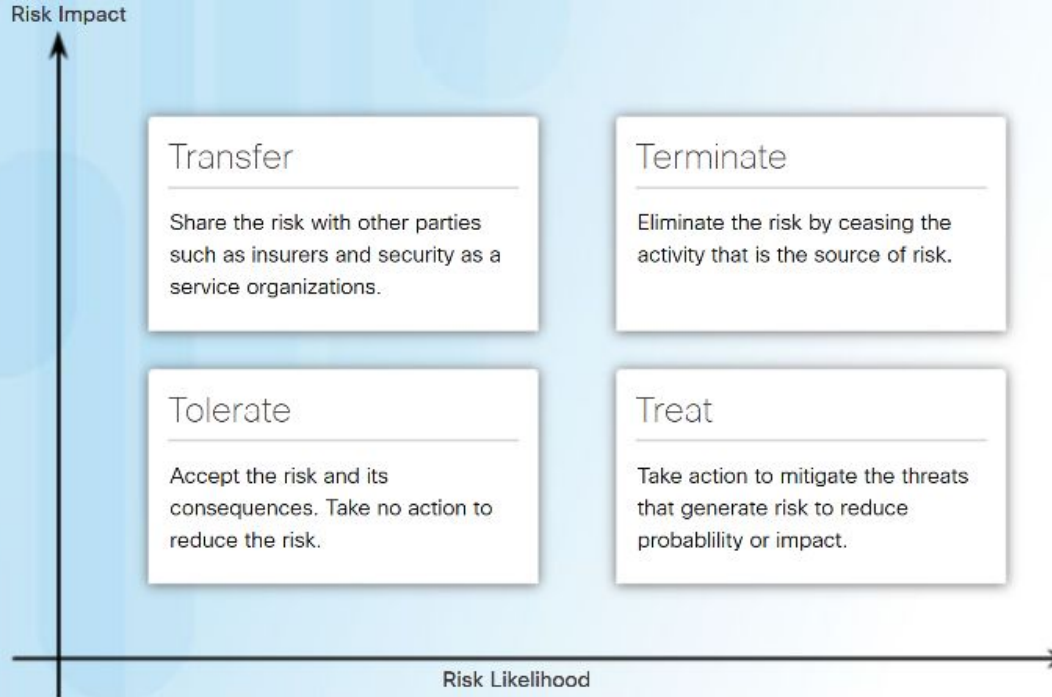 Risk Impact
Transfer
Share the risk with other parties
such as insurers and security as a
service organizations.
Terminate
Eliminate the risk by ceasing the
activity that is the source of risk.
Tolerate
Accept the risk and its
consequences. Take no action to
reduce the risk.
Treat
Take action to mitigate the threats
that generate risk to reduce
probablility or impact.
Risk Likelihood